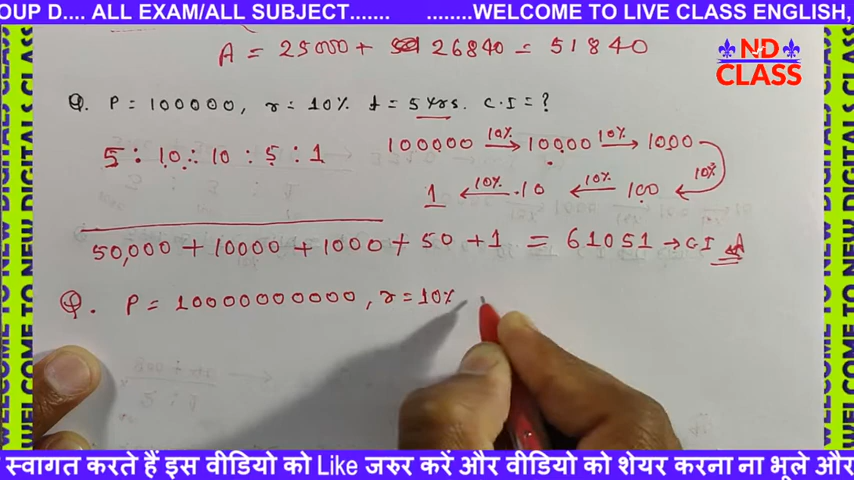 OUP D.... ALL EXAM/ALL SUBJECT....... ........WELCOME TO LIVE CLASS ENGLISH,
ND
CLASS
A = 25000 + 26840 = 51840
Q. P = 100000, r = 10% t = 5 Yrs. C.I = ?
5 : 10 : 10 : 5 : 1
100000 10% → 10000 10% → 1000
10%
1 ← 10% 10 ← 10% 100
50,000 + 10000 + 1000 + 50 + 1 = 61051 → CI A
Q. P = 10000000000, r = 10%
स्वागत करते हैं इस वीडियो को Like जरुर करें और वीडियो को शेयर करना ना भूले और